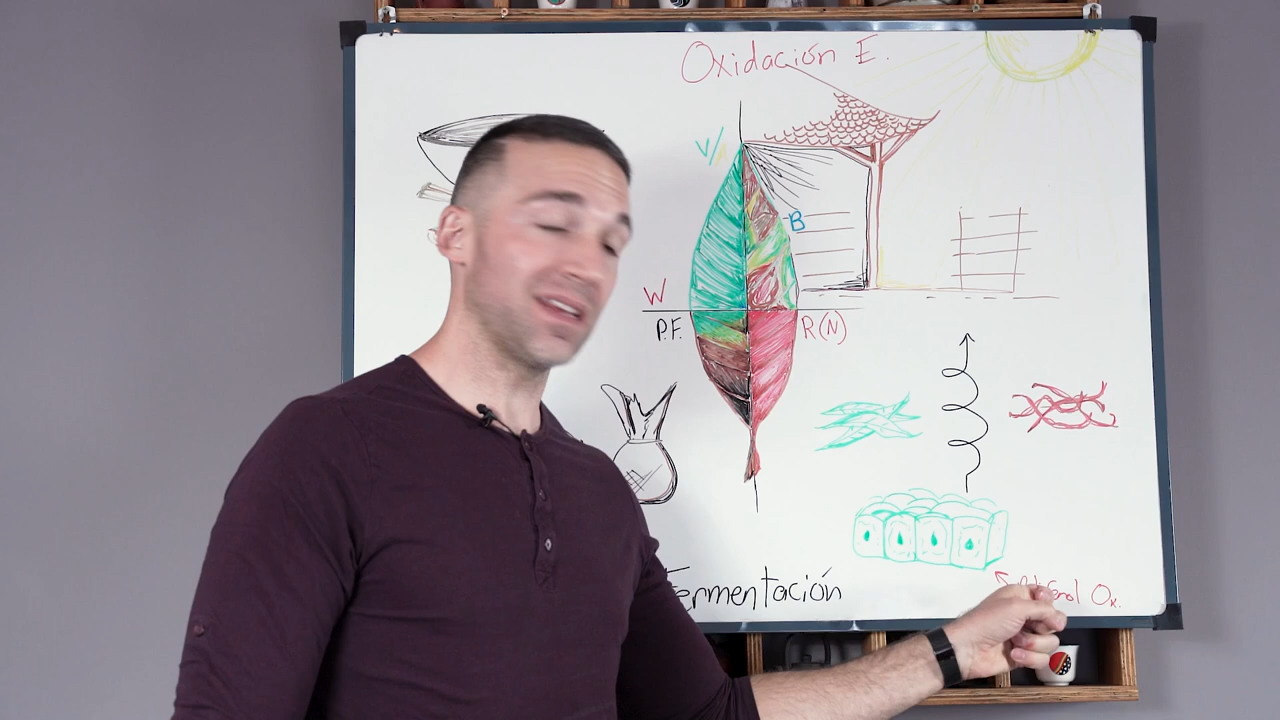 Oxidación E.
V/
B
W
P.F.
R(N)
Fermentación
Ox.